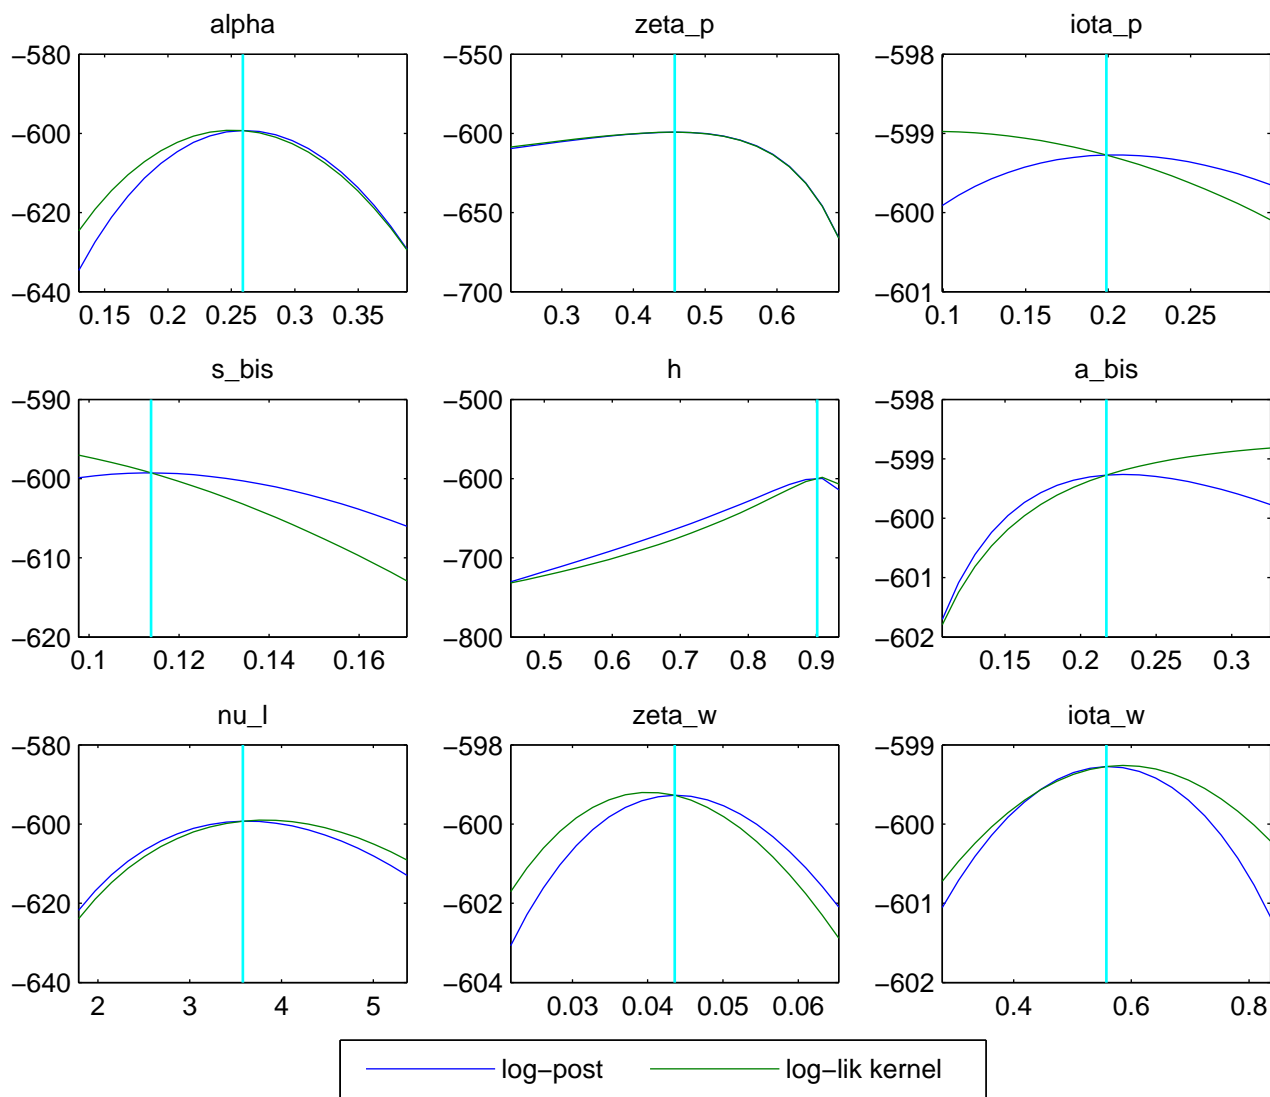 alpha
−580
−600
−620
−640
0.15 0.2 0.25 0.3 0.35
zeta_p
−550
−600
−650
−700
0.3 0.4 0.5 0.6
iota_p
−598
−599
−600
−601
0.1 0.15 0.2 0.25
s_bis
−590
−600
−610
−620
0.1 0.12 0.14 0.16
h
−500
−600
−700
−800
0.5 0.6 0.7 0.8 0.9
a_bis
−598
−599
−600
−601
−602
0.15 0.2 0.25 0.3
nu_l
−580
−600
−620
−640
2 3 4 5
zeta_w
−598
−600
−602
−604
0.03 0.04 0.05 0.06
iota_w
−599
−600
−601
−602
0.4 0.6 0.8
log−post log−lik kernel